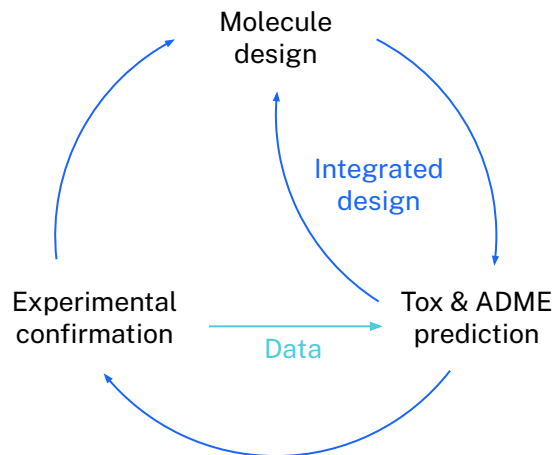 Molecule
design
Integrated
design
Experimental
confirmation
Tox & ADME
prediction
Data